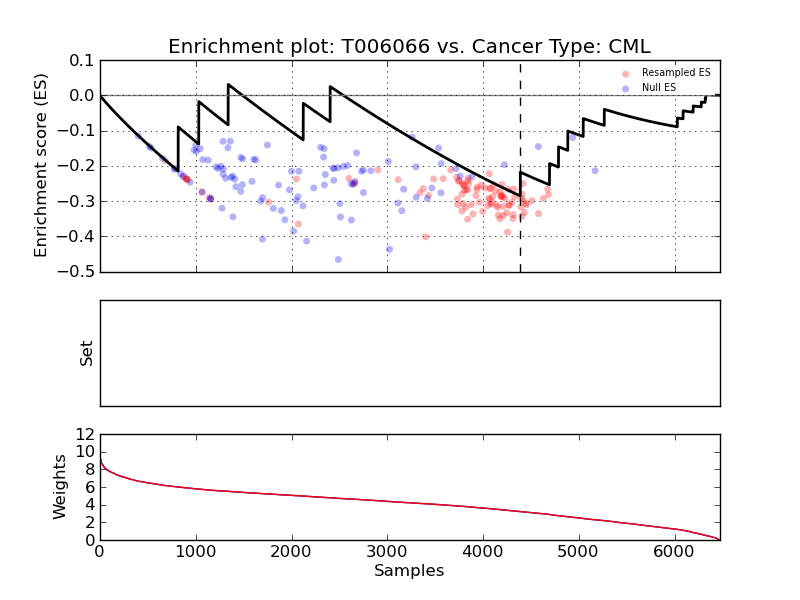 Enrichment plot: T006066 vs. Cancer Type: CML
Enrichment score (ES)
0.1
0.0
−0.1
−0.2
−0.3
−0.4
−0.5
Resampled ES
Null ES
Set
Weights
12
10
8
6
4
2
0
0 1000 2000 3000 4000 5000 6000
Samples